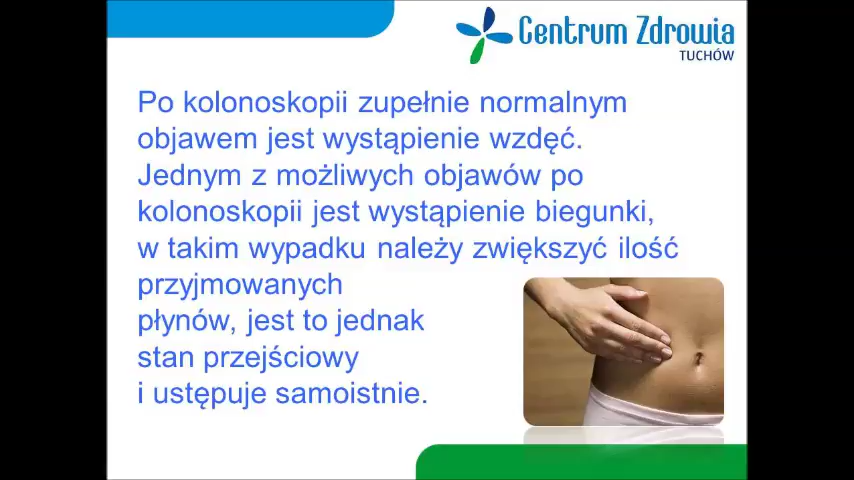 Centrum Zdrowia
TUCHÓW
Po kolonoskopii zupełnie normalnym
objawem jest wystąpienie wzdęć.
Jednym z możliwych objawów po
kolonoskopii jest wystąpienie biegunki,
w takim wypadku należy zwiększyć ilość
przyjmowanych
płynów, jest to jednak
stan przejściowy
i ustępuje samoistnie.